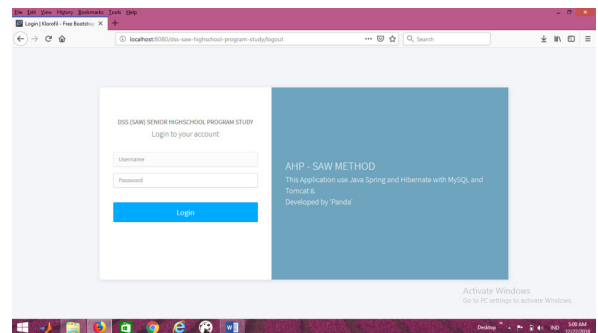 File Edit View History Bookmarks Tools Help
Login | Klorofil - Free Bootstrap
localhost:8080/dss-saw-highschool-program-study/logout
Search
DSS (SAW) SENIOR HIGHSCHOOL PROGRAM STUDY
Login to your account
Username
Password
Login
AHP - SAW METHOD
This Application use Java Spring and Hibernate with MySQL and
Tomcat 8.
Developed by 'Panda'
Activate Windows
Go to PC settings to activate Windows.
Desktop
IND
5:00 AM
12/22/2018